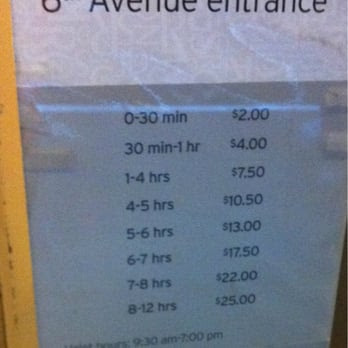 Avenue entrance
0-30 min $2.00
30 min-1 hr $4.00
1-4 hrs $7.50
4-5 hrs $10.50
5-6 hrs $13.00
6-7 hrs $17.50
7-8 hrs $22.00
8-12 hrs $25.00
Valet hours: 9:30 am-7:00 pm